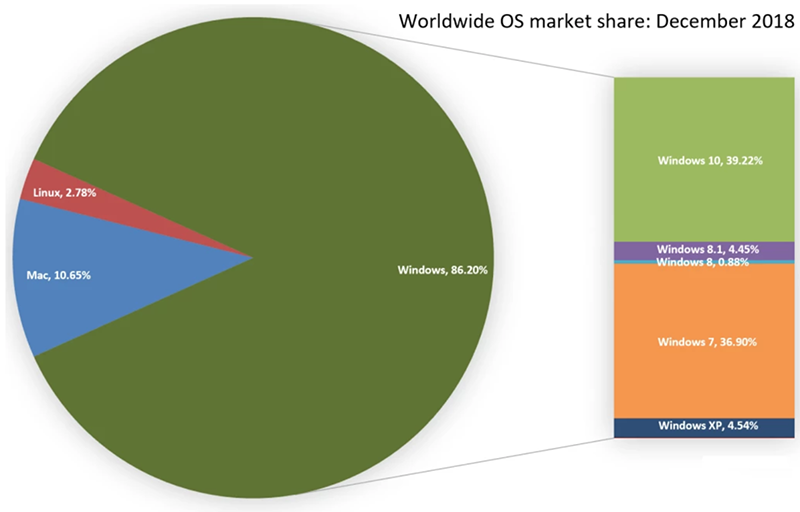 Worldwide OS market share: December 2018
Linux, 2.78%
Mac, 10.65%
Windows, 86.20%
Windows 10, 39.22%
Windows 8.1, 4.45%
Windows 8, 0.88%
Windows 7, 36.90%
Windows XP, 4.54%